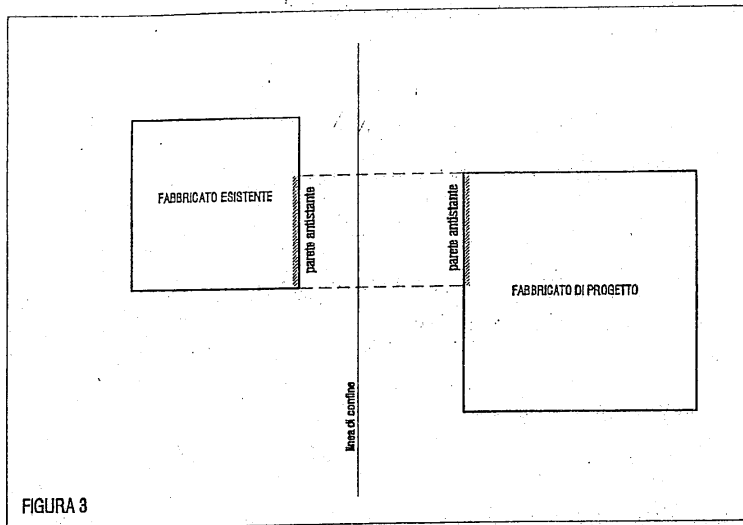 FABBRICATO ESISTENTE
parete antistante
parete antistante
FABBRICATO DI PROGETTO
linea di confine
FIGURA 3